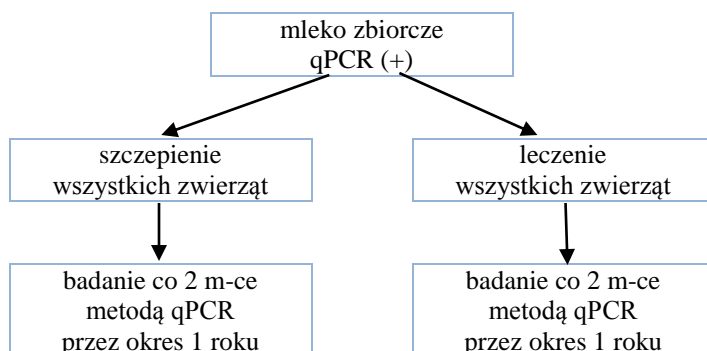 mleko zbiorcze
qPCR (+)
szczepienie
wszystkich zwierząt
leczenie
wszystkich zwierząt
badanie co 2 m-ce
metodą qPCR
przez okres 1 roku
badanie co 2 m-ce
metodą qPCR
przez okres 1 roku